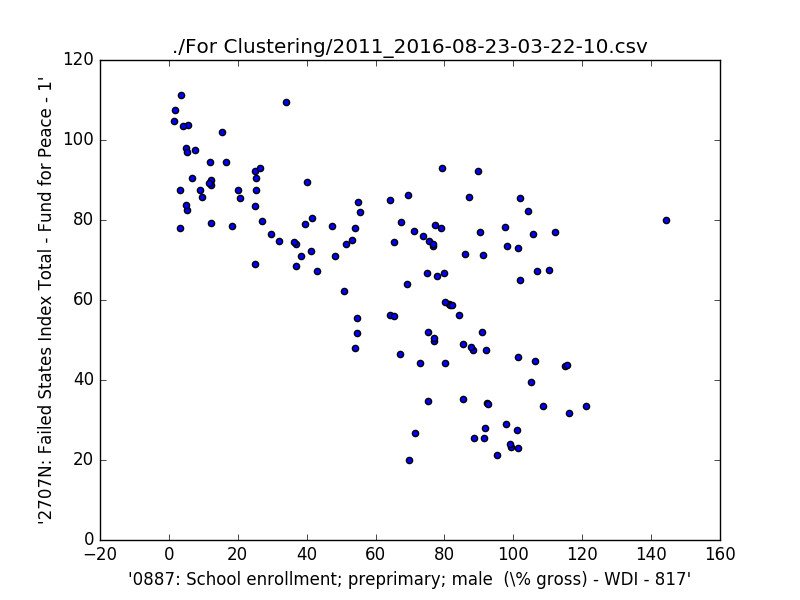 ./For Clustering/2011_2016-08-23-03-22-10.csv
120
100
80
60
40
20
0
'2707N: Failed States Index Total - Fund for Peace - 1'
−20 0 20 40 60 80 100 120 140 160
'0887: School enrollment; preprimary; male (\% gross) - WDI - 817'